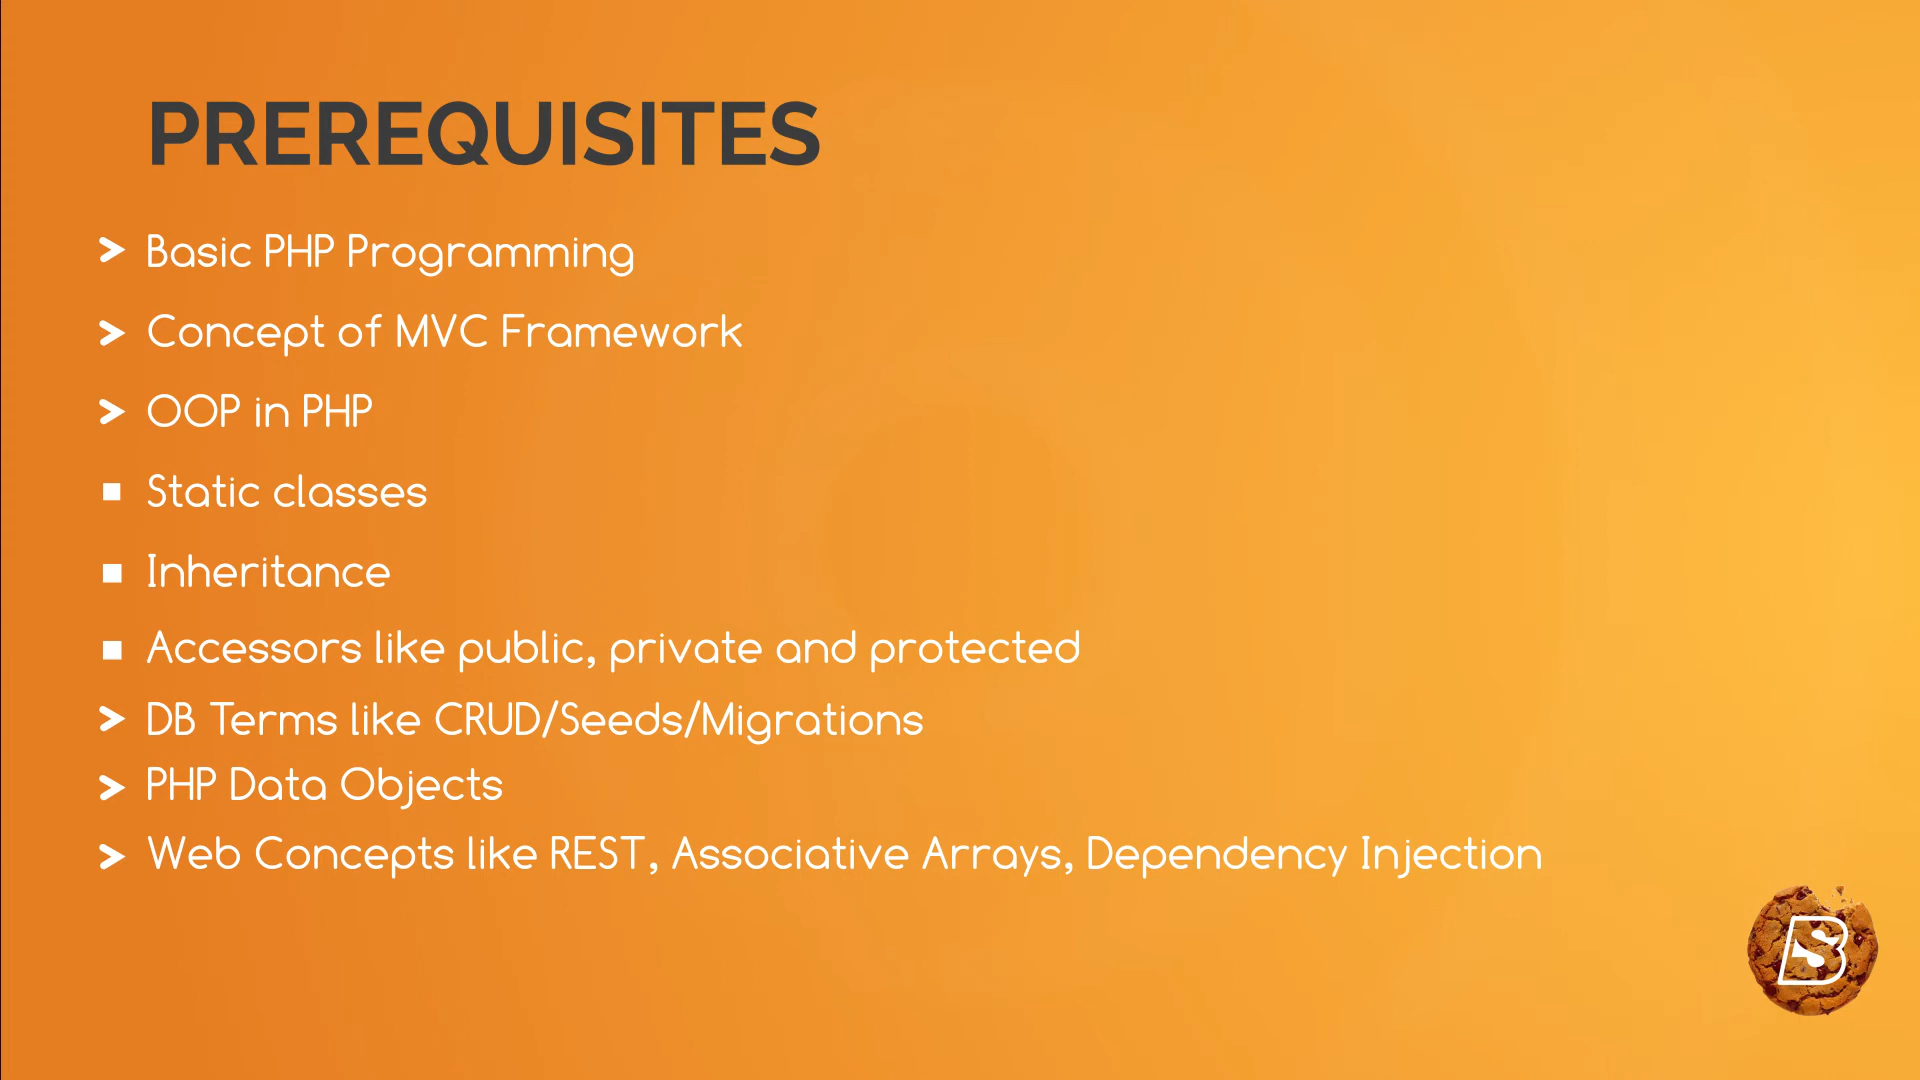 PREREQUISITES
> Basic PHP Programming
> Concept of MVC Framework
> OOP in PHP
▪ Static classes
▪ Inheritance
▪ Accessors like public, private and protected
> DB Terms like CRUD/Seeds/Migrations
> PHP Data Objects
> Web Concepts like REST, Associative Arrays, Dependency Injection
BS